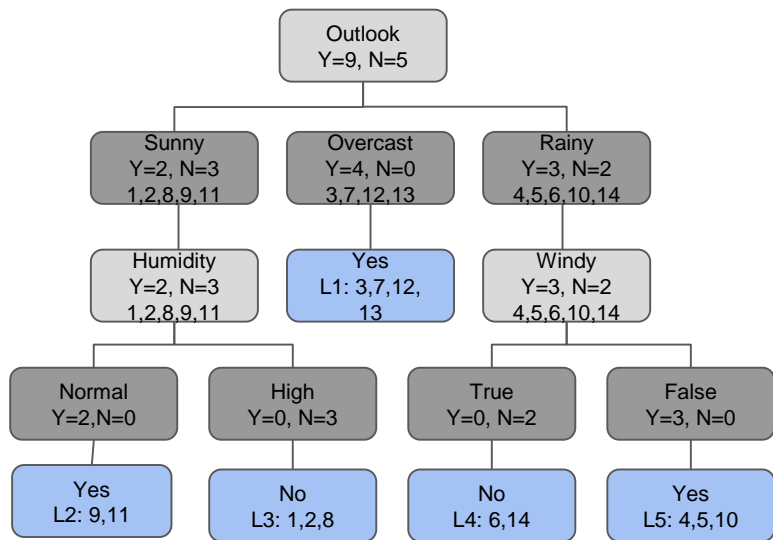 Outlook
Y=9, N=5
Sunny
Y=2, N=3
1,2,8,9,11
Overcast
Y=4, N=0
3,7,12,13
Rainy
Y=3, N=2
4,5,6,10,14
Humidity
Y=2, N=3
1,2,8,9,11
Yes
L1: 3,7,12,
13
Windy
Y=3, N=2
4,5,6,10,14
Normal
Y=2,N=0
High
Y=0, N=3
True
Y=0, N=2
False
Y=3, N=0
Yes
L2: 9,11
No
L3: 1,2,8
No
L4: 6,14
Yes
L5: 4,5,10